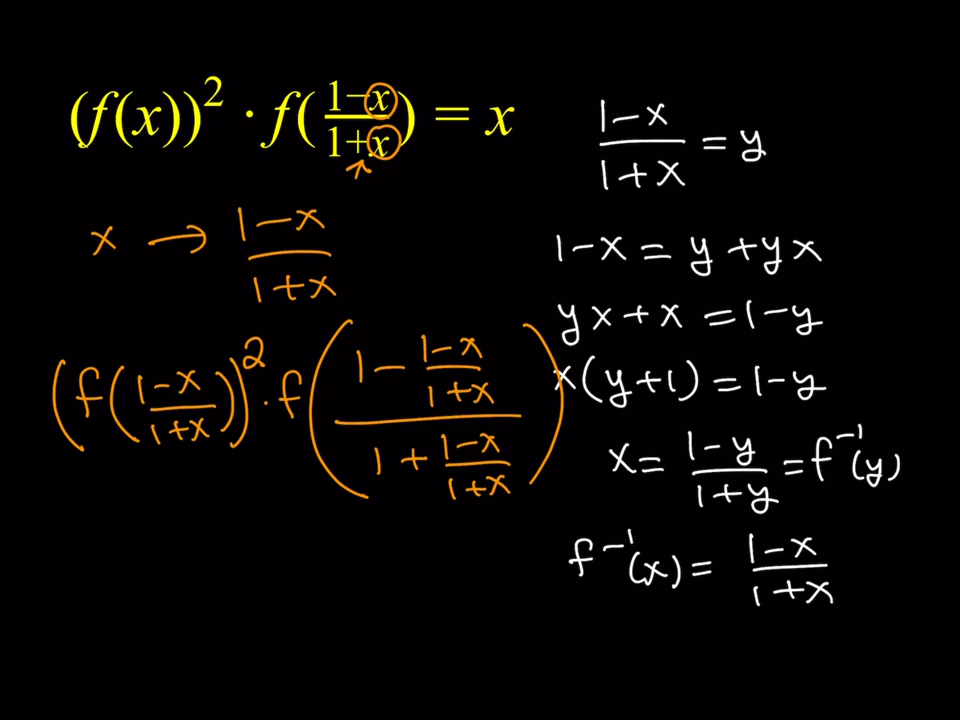 (f(x))² · f((1−x)/(1+x)) = x
x → (1−x)/(1+x)
(f((1−x)/(1+x)))² · f((1 − (1−x)/(1+x))/(1 + (1−x)/(1+x)))
(1−x)/(1+x) = y
1−x = y + yx
yx + x = 1−y
x(y+1) = 1−y
x = (1−y)/(1+y) = f⁻¹(y)
f⁻¹(x) = (1−x)/(1+x)